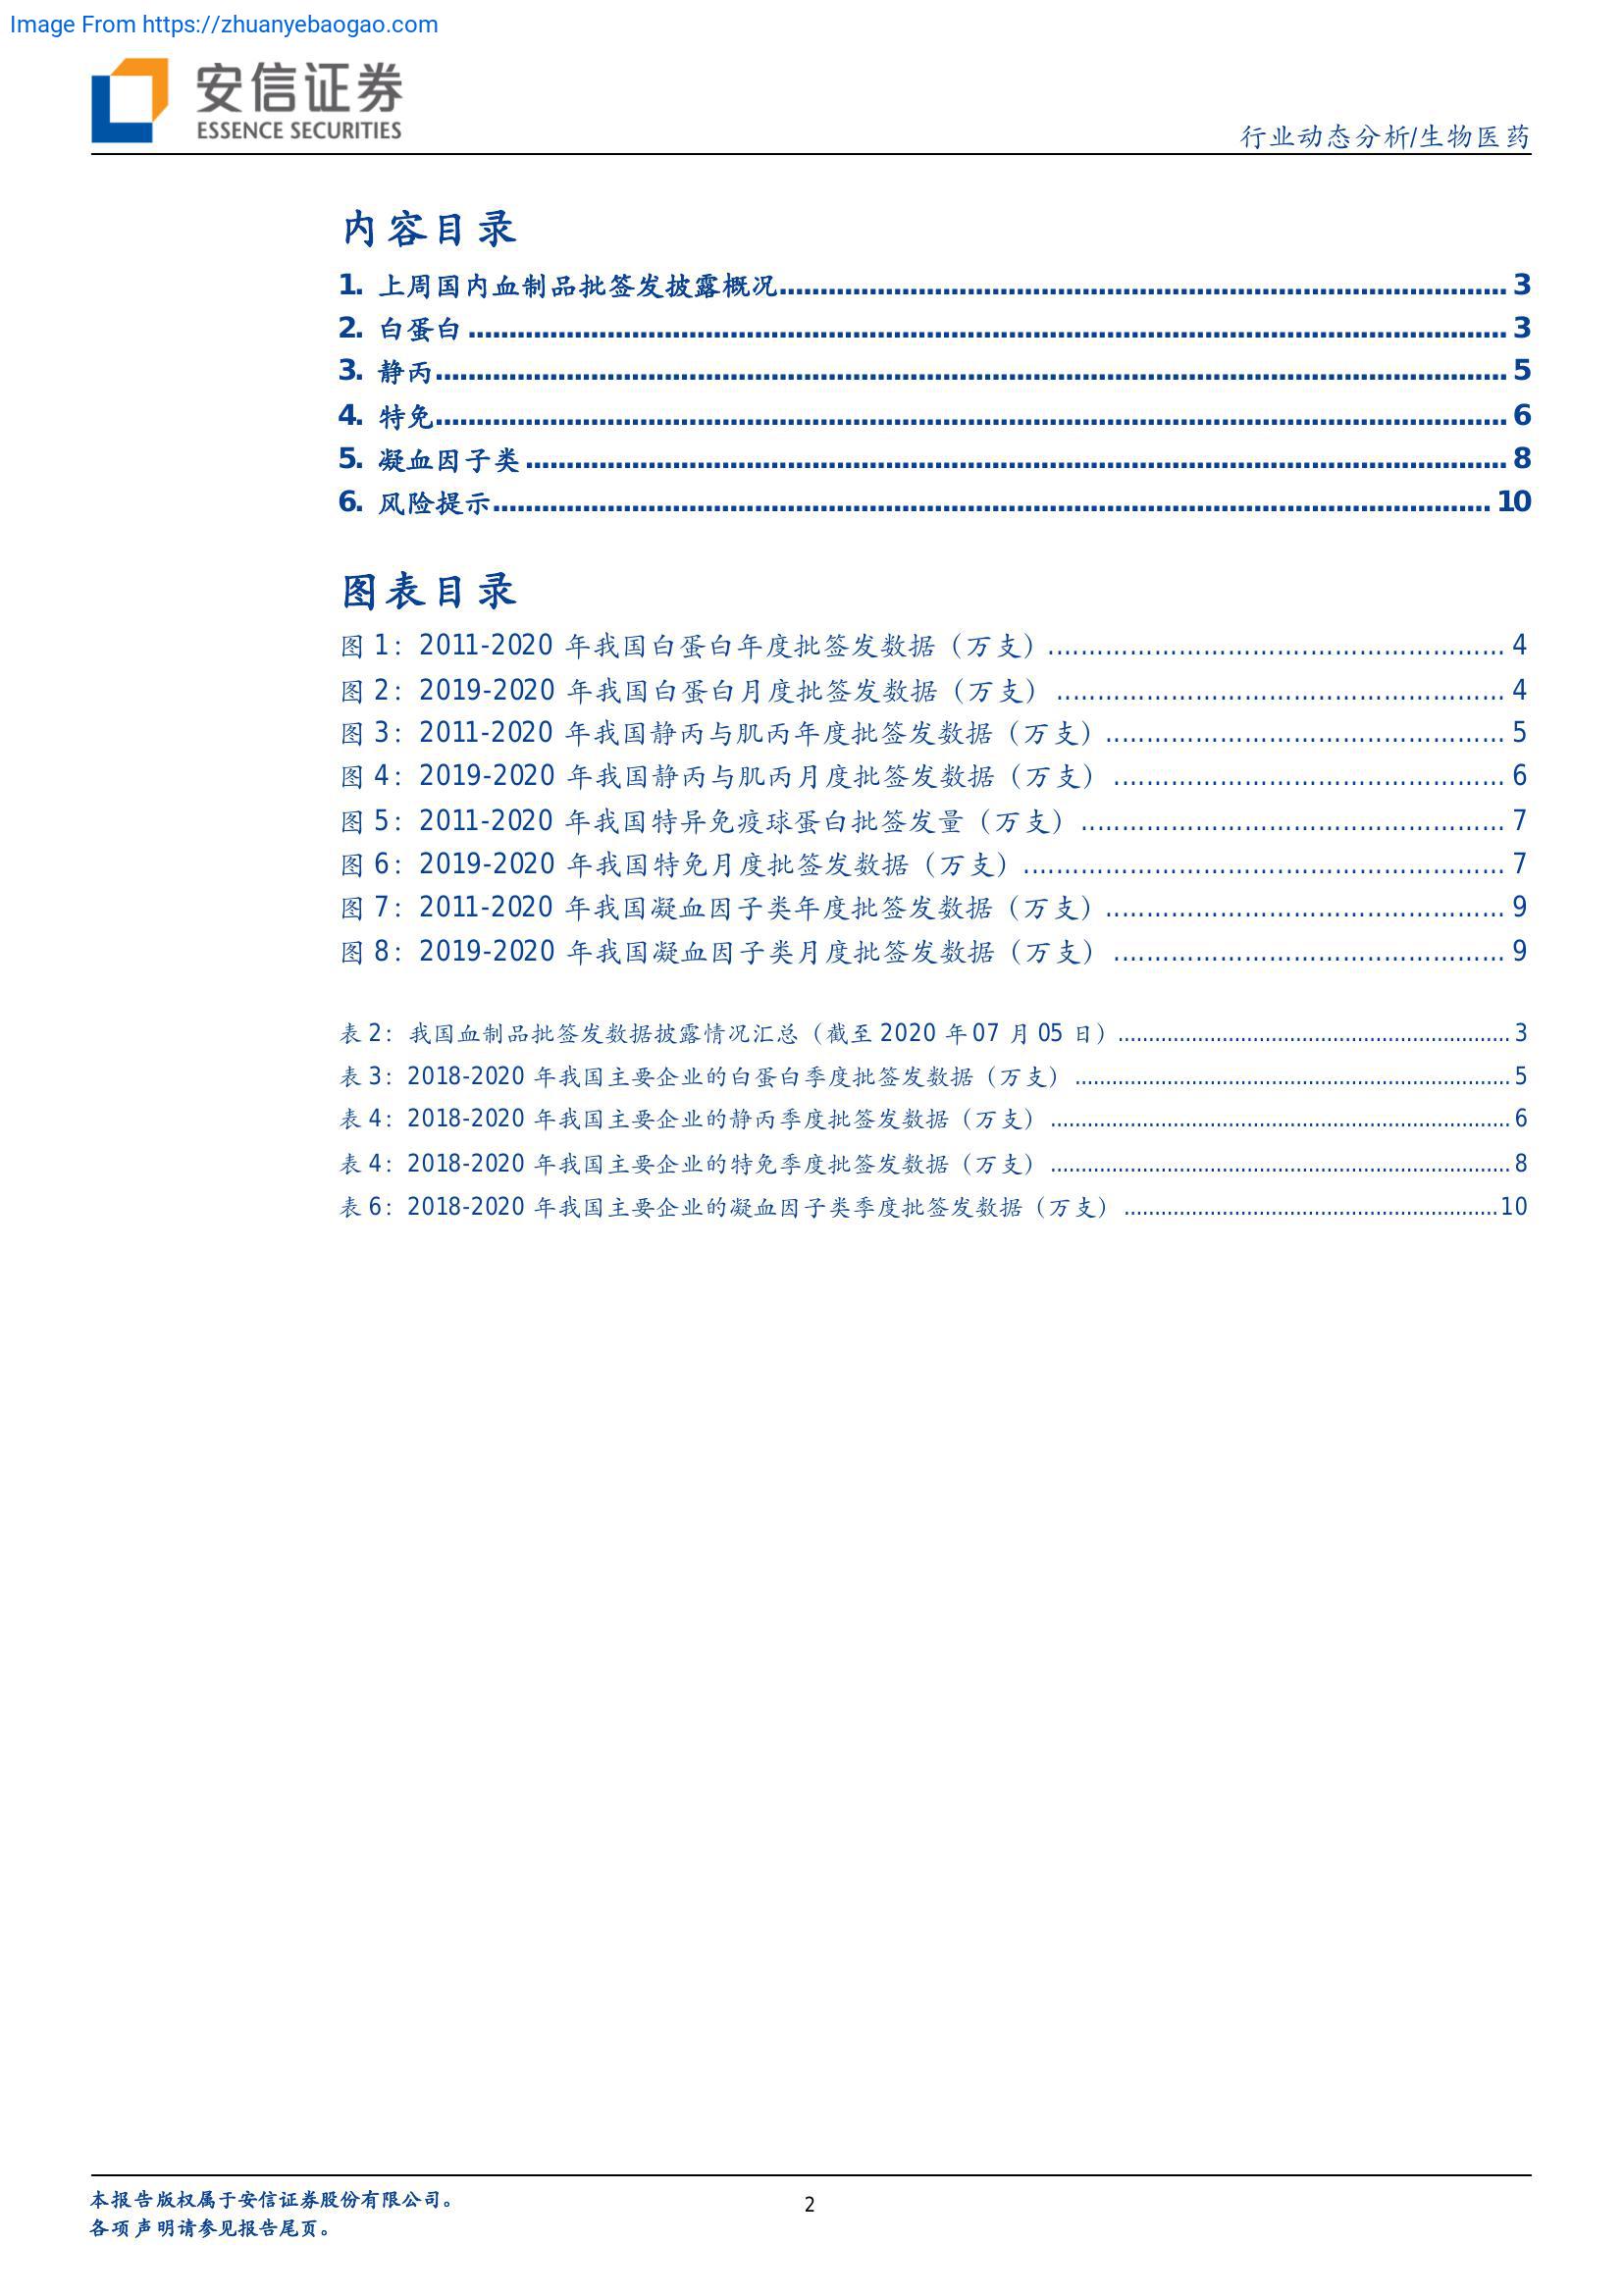 Image From https://zhuanyebaogao.com
安信证券
ESSENCE SECURITIES
行业动态分析/生物医药
内容目录
1. 上周国内血制品批签发披露概况 3
2. 白蛋白 3
3. 静丙 5
4. 特免 6
5. 凝血因子类 8
6. 风险提示 10
图表目录
图 1：2011-2020 年我国白蛋白年度批签发数据（万支） 4
图 2：2019-2020 年我国白蛋白月度批签发数据（万支） 4
图 3：2011-2020 年我国静丙与肌丙年度批签发数据（万支） 5
图 4：2019-2020 年我国静丙与肌丙月度批签发数据（万支） 6
图 5：2011-2020 年我国特异免疫球蛋白批签发量（万支） 7
图 6：2019-2020 年我国特免月度批签发数据（万支） 7
图 7：2011-2020 年我国凝血因子类年度批签发数据（万支） 9
图 8：2019-2020 年我国凝血因子类月度批签发数据（万支） 9
表 2：我国血制品批签发数据披露情况汇总（截至 2020 年 07 月 05 日） 3
表 3：2018-2020 年我国主要企业的白蛋白季度批签发数据（万支） 5
表 4：2018-2020 年我国主要企业的静丙季度批签发数据（万支） 6
表 4：2018-2020 年我国主要企业的特免季度批签发数据（万支） 8
表 6：2018-2020 年我国主要企业的凝血因子类季度批签发数据（万支） 10
本报告版权属于安信证券股份有限公司。
各项声明请参见报告尾页。
2